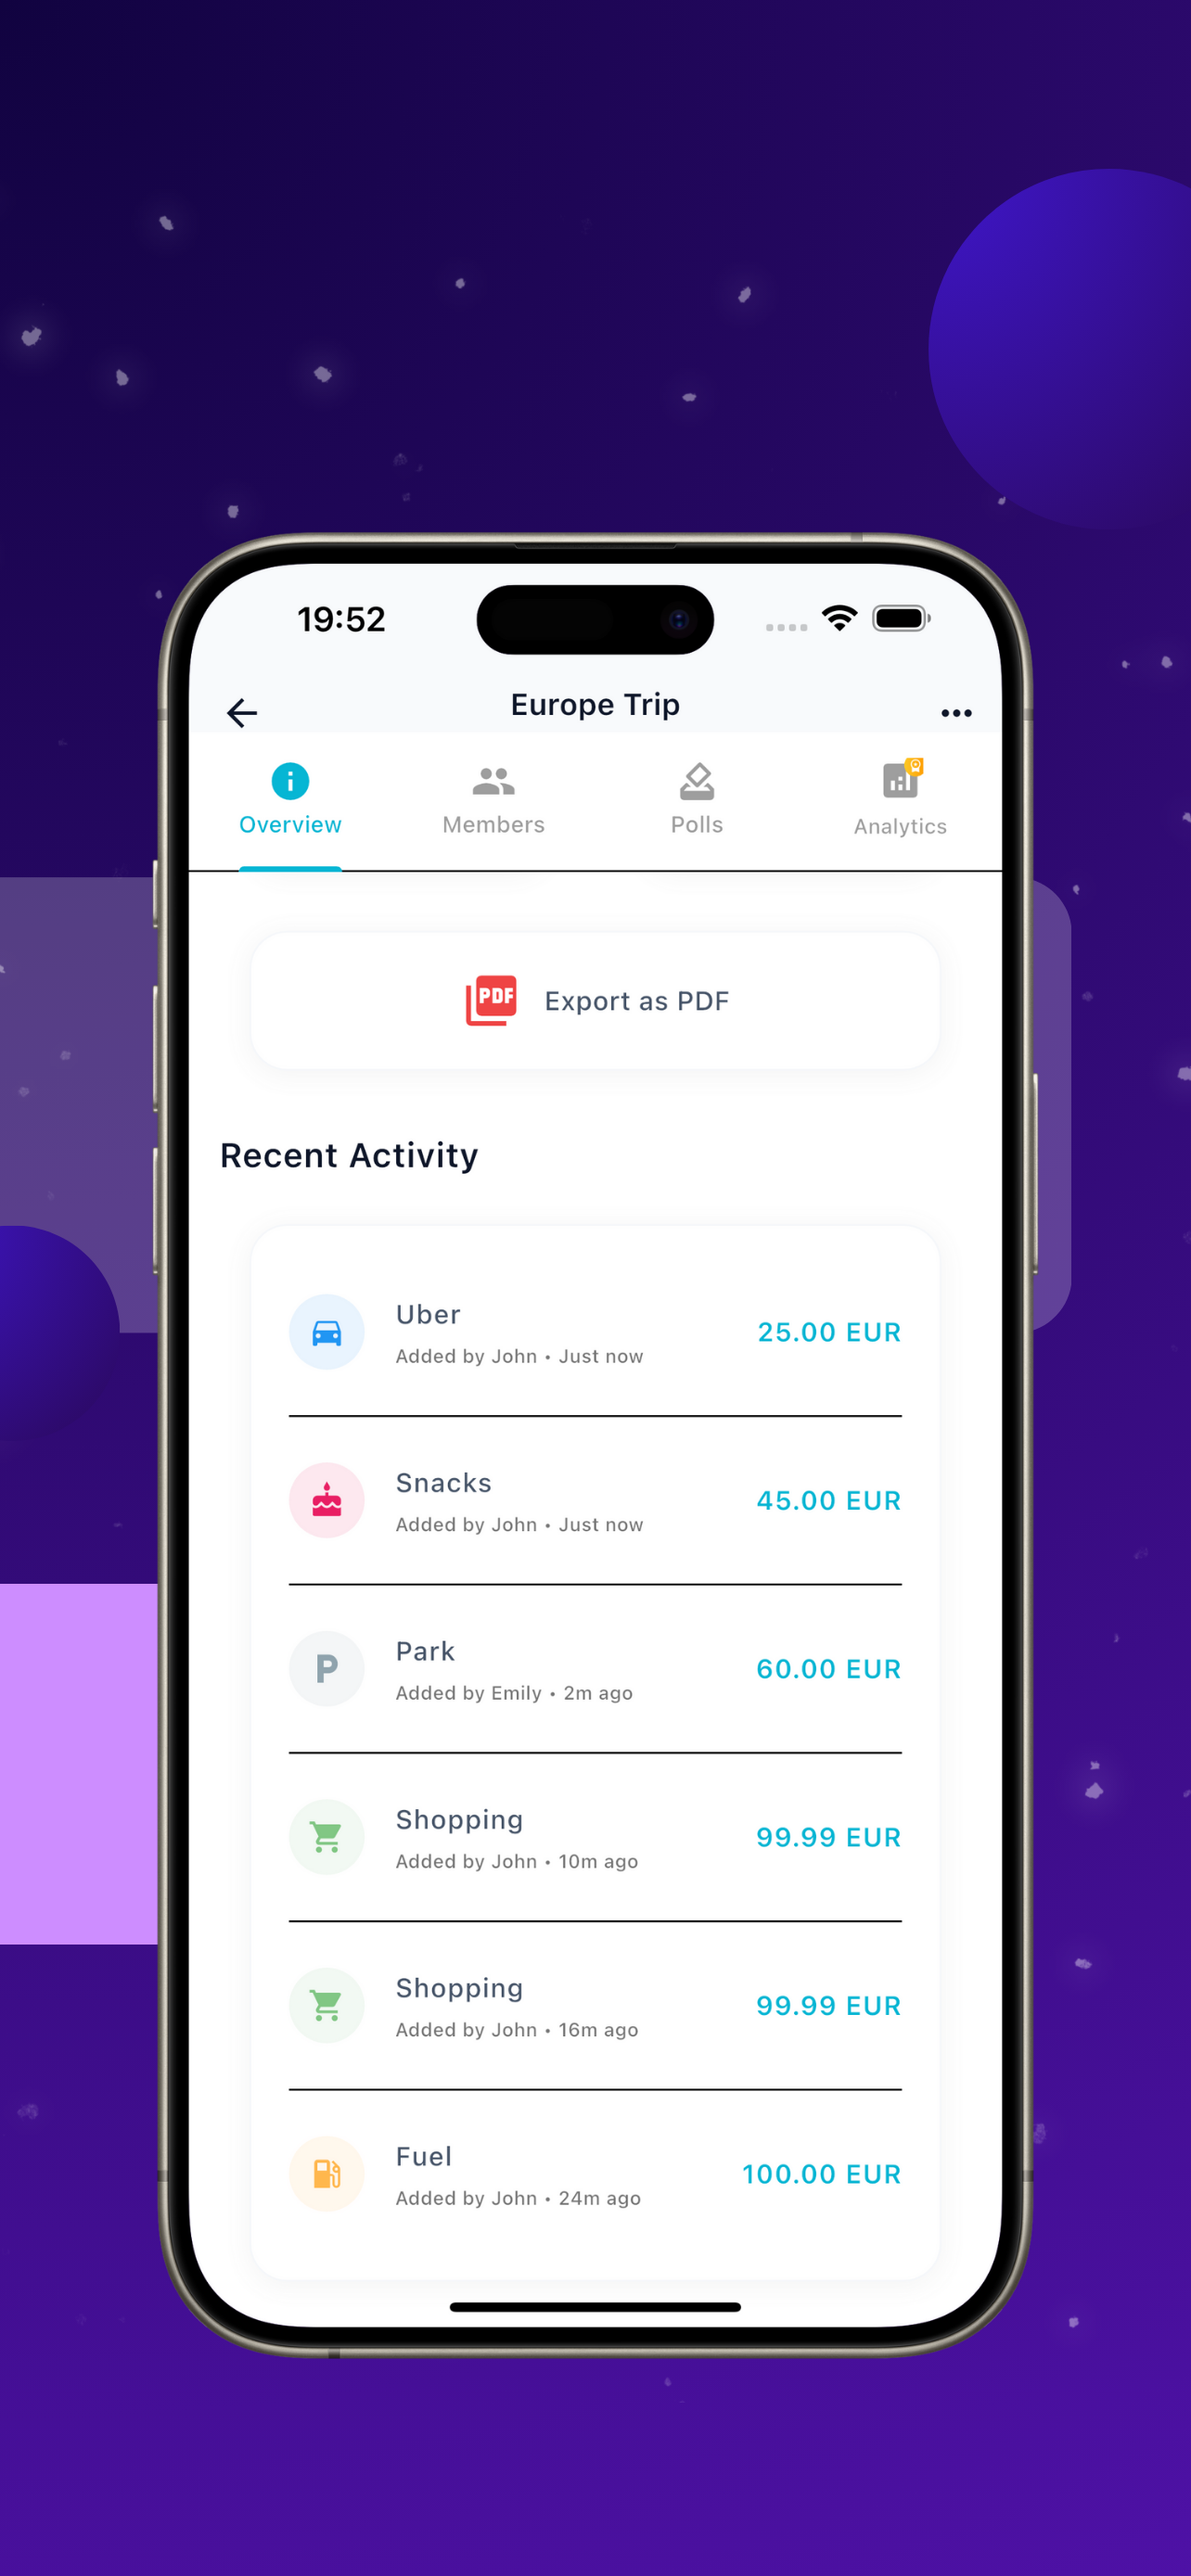 19:52
Europe Trip
Overview
Members
Polls
Analytics
PDF
Export as PDF
Recent Activity
Uber
Added by John • Just now
25.00 EUR
Snacks
Added by John • Just now
45.00 EUR
P
Park
Added by Emily • 2m ago
60.00 EUR
Shopping
Added by John • 10m ago
99.99 EUR
Shopping
Added by John • 16m ago
99.99 EUR
Fuel
Added by John • 24m ago
100.00 EUR